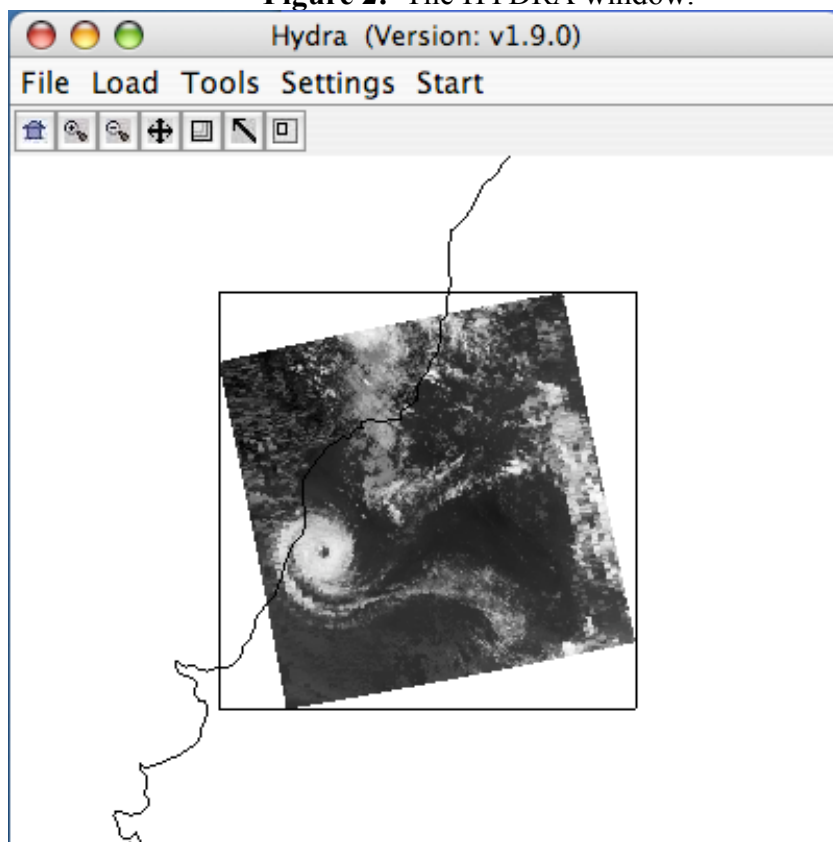 Figure 2: The HYDRA window.
Hydra (Version: v1.9.0)
File Load Tools Settings Start